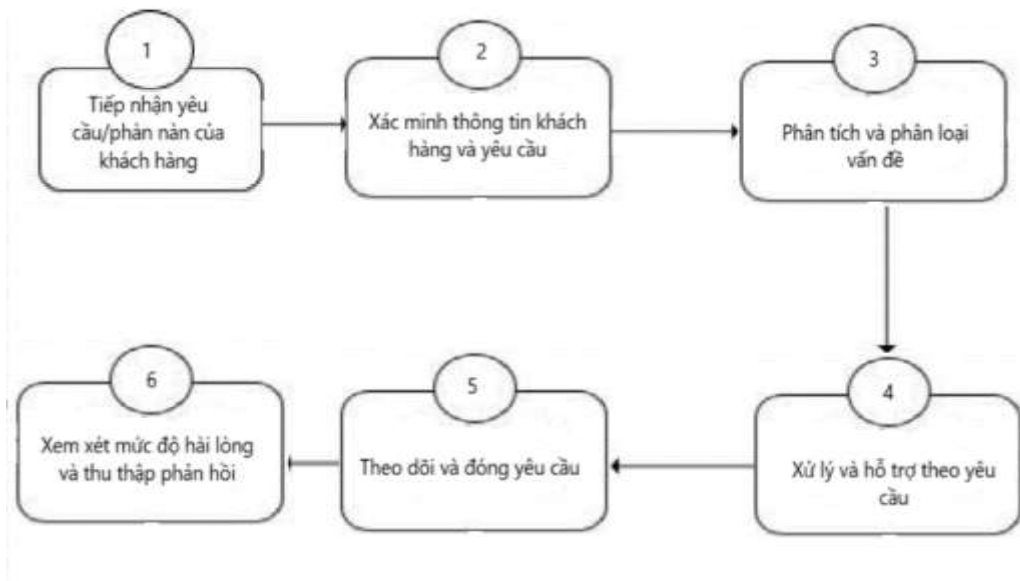 1
Tiếp nhận yêu
cầu/phàn nàn của
khách hàng
2
Xác minh thông tin khách
hàng và yêu cầu
3
Phân tích và phân loại
vấn đề
4
Xử lý và hỗ trợ theo yêu
cầu
5
Theo dõi và đóng yêu cầu
6
Xem xét mức độ hài lòng
và thu thập phản hồi